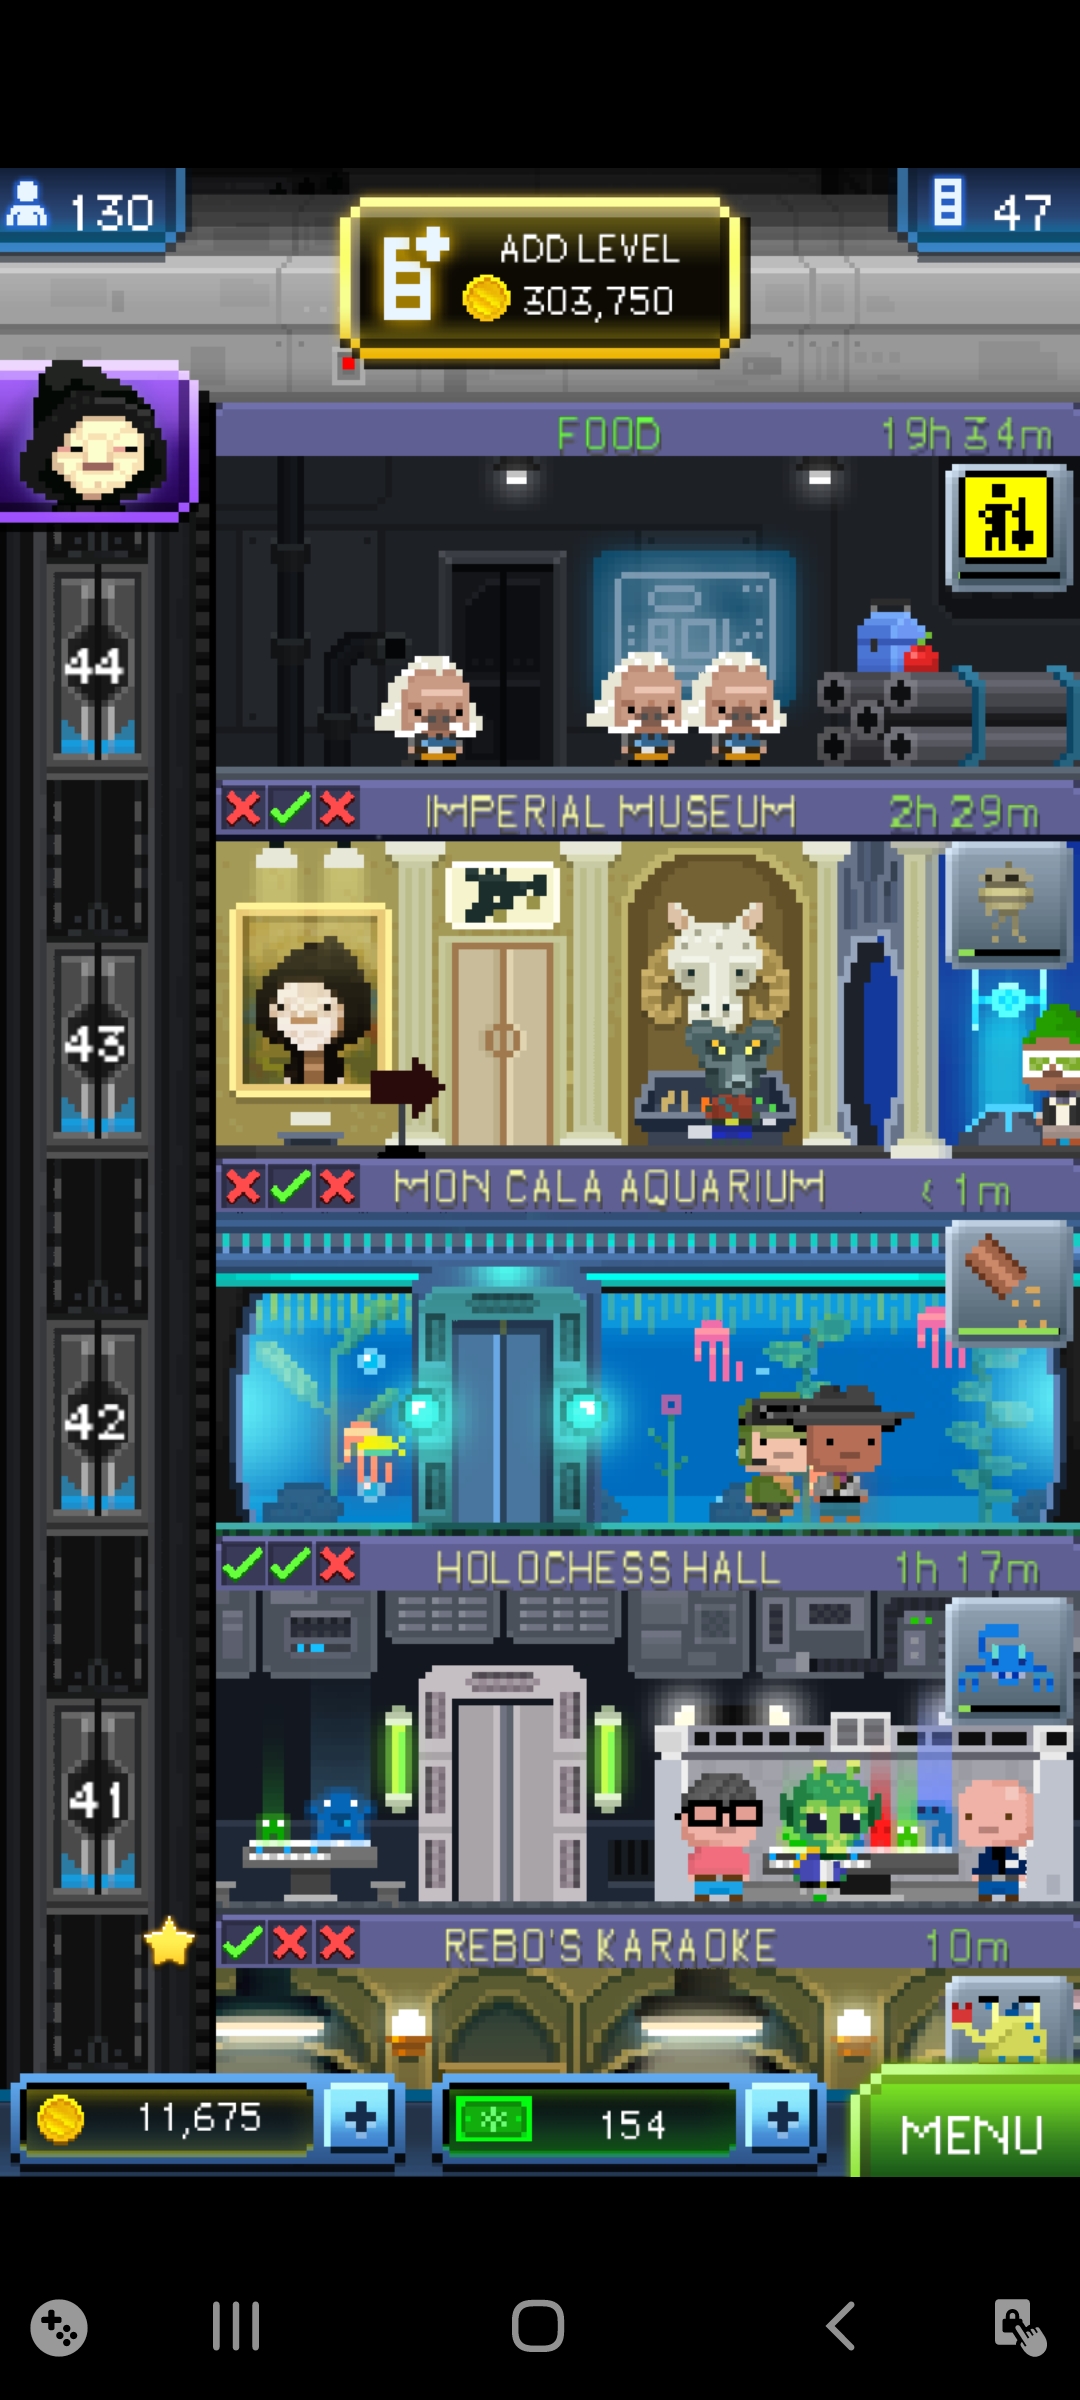 130
ADD LEVEL
303,750
47
FOOD
19h 34m
44
IMPERIAL MUSEUM
2h 29m
43
MON CALA AQUARIUM
< 1m
42
HOLOCHESS HALL
1h 17m
41
REBO'S KARAOKE
10m
11,675
154
MENU